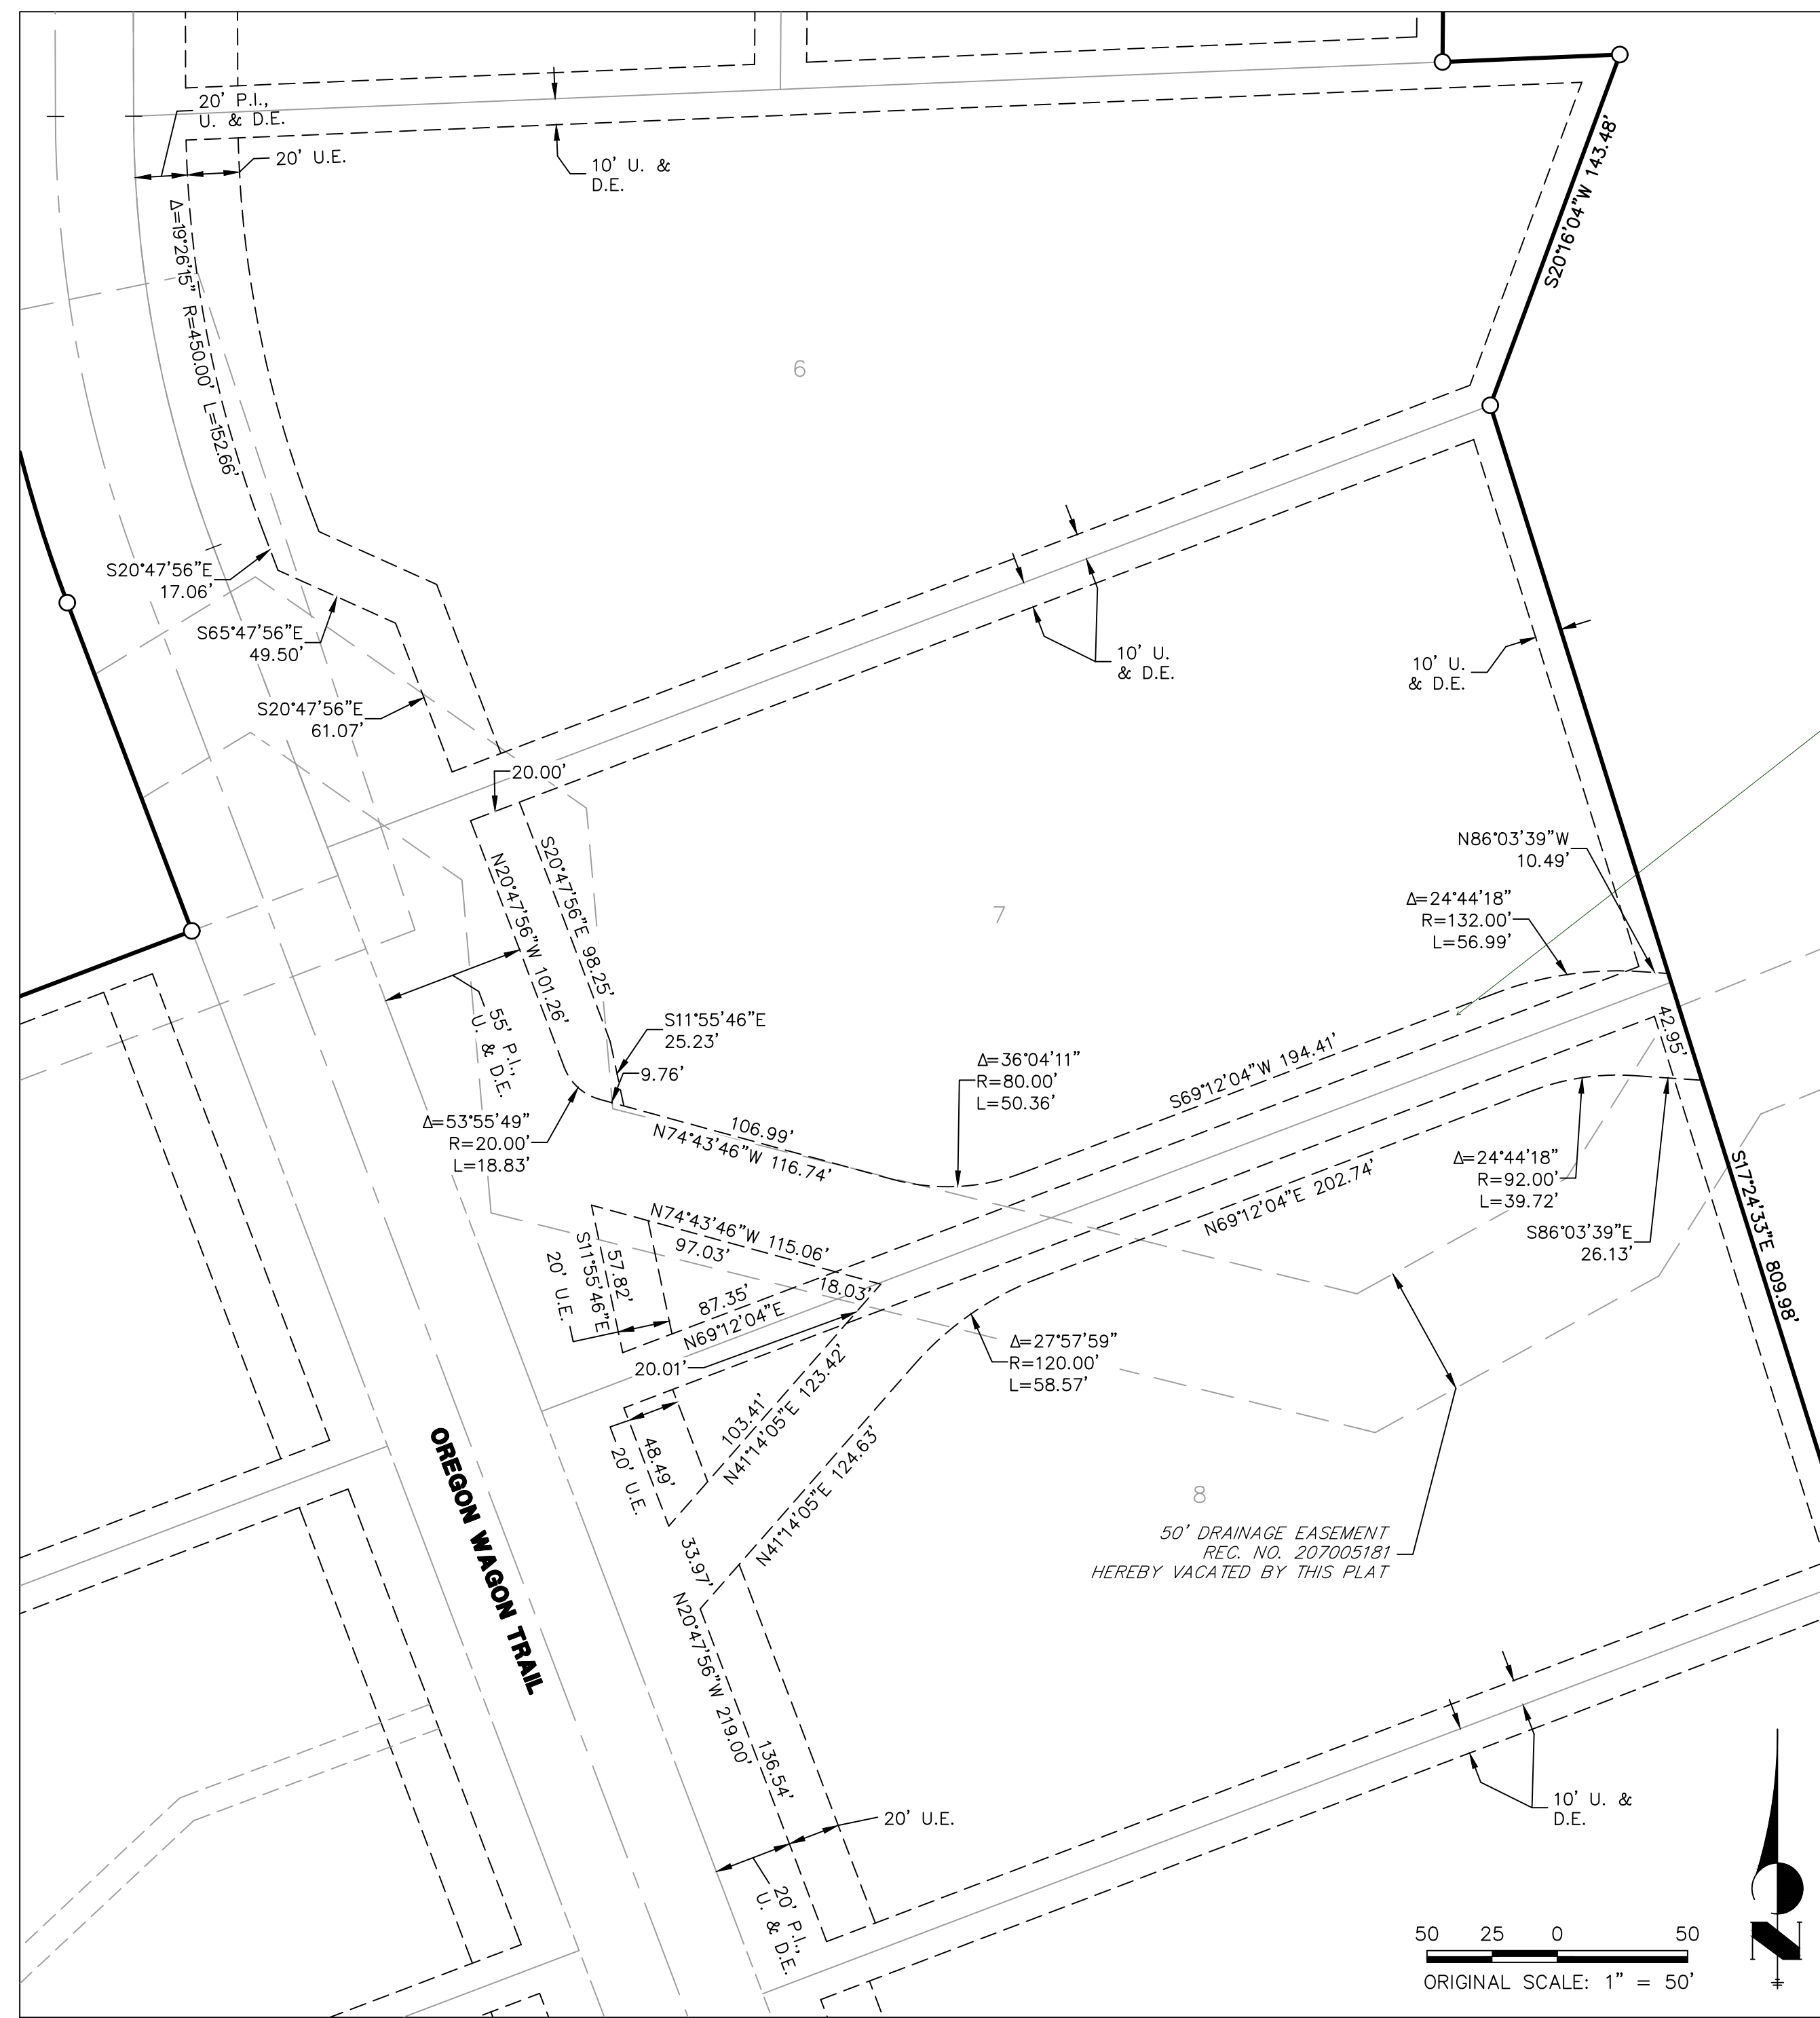 20' P.I.,
U. & D.E.
20' U.E.
10' U. &
D.E.
S20°16'04"W 143.48'
Δ=19°26'15" R=450.00' L=152.66'
6
S20°47'56"E
17.06'
S65°47'56"E
49.50'
S20°47'56"E
61.07'
10' U.
& D.E.
10' U.
& D.E.
20.00'
N20°47'56"W 101.26'
S20°47'56"E 98.25'
7
N86°03'39"W
10.49'
Δ=24°44'18"
R=132.00'
L=56.99'
55' P.I.,
U. & D.E.
S11°55'46"E
25.23'
9.76'
Δ=53°55'49"
R=20.00'
L=18.83'
106.99'
N74°43'46"W 116.74'
Δ=36°04'11"
R=80.00'
L=50.36'
S69°12'04"W 194.41'
42.95'
N69°12'04"E 202.74'
Δ=24°44'18"
R=92.00'
L=39.72'
S86°03'39"E
26.13'
S17°24'33"E 809.98'
N74°43'46"W 115.06'
97.03'
18.03'
57.82'
S11°55'46"E
20' U.E.
87.35'
N69°12'04"E
20.01'
Δ=27°57'59"
R=120.00'
L=58.57'
103.41'
N41°14'05"E 123.42'
48.49'
20' U.E.
N41°14'05"E 124.63'
33.97'
N20°47'56"W 219.00'
136.54'
OREGON WAGON TRAIL
8
50' DRAINAGE EASEMENT
REC. NO. 207005181
HEREBY VACATED BY THIS PLAT
20' U.E.
20' P.I.,
U. & D.E.
10' U. &
D.E.
50 25 0 50
ORIGINAL SCALE: 1" = 50'
N